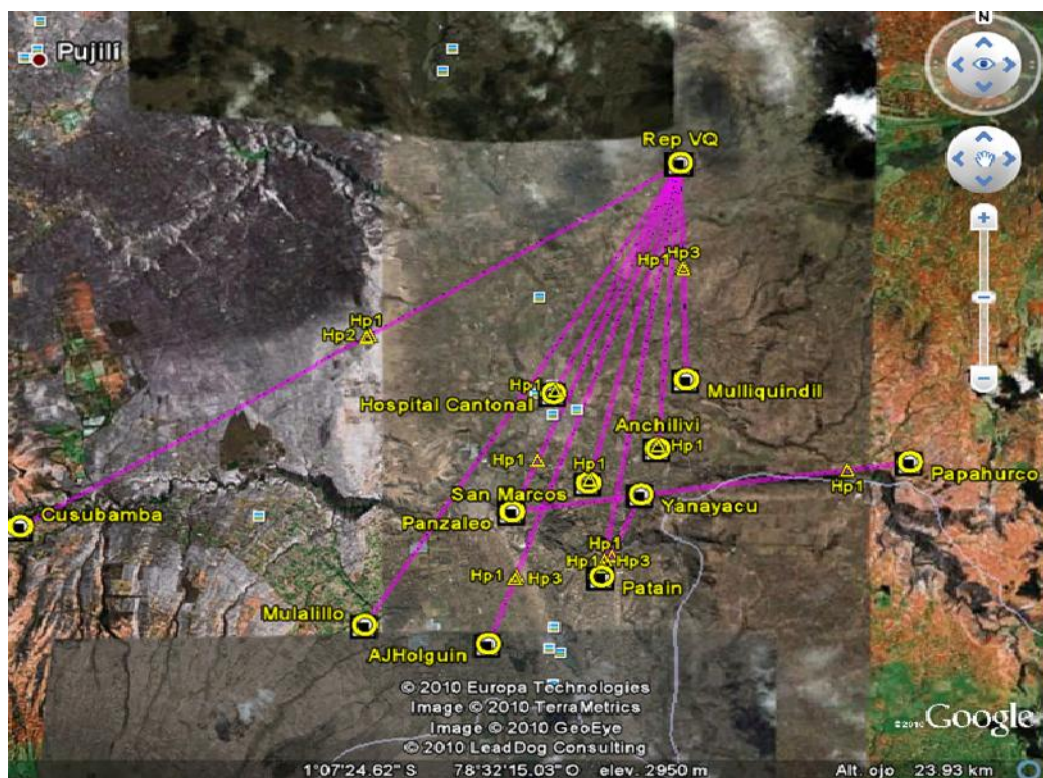 N
Pujilí
Rep VQ
Hp1
Hp3
Hp1
Hp2
Hp1
Hospital Cantonal
Mulliquindil
Anchilivi
Hp1
Hp1
Hp1
San Marcos
Panzaleo
Yanayacu
Hp1
Papahurco
Cusubamba
Hp1
Hp1
Hp3
Hp1
Hp3
Patain
Mulalillo
AJHolguin
© 2010 Europa Technologies
Image © 2010 TerraMetrics
Image © 2010 GeoEye
© 2010 LeadDog Consulting
©2010 Google
1°07'24.62" S 78°32'15.03" O elev. 2950 m Alt. ojo 23.93 km